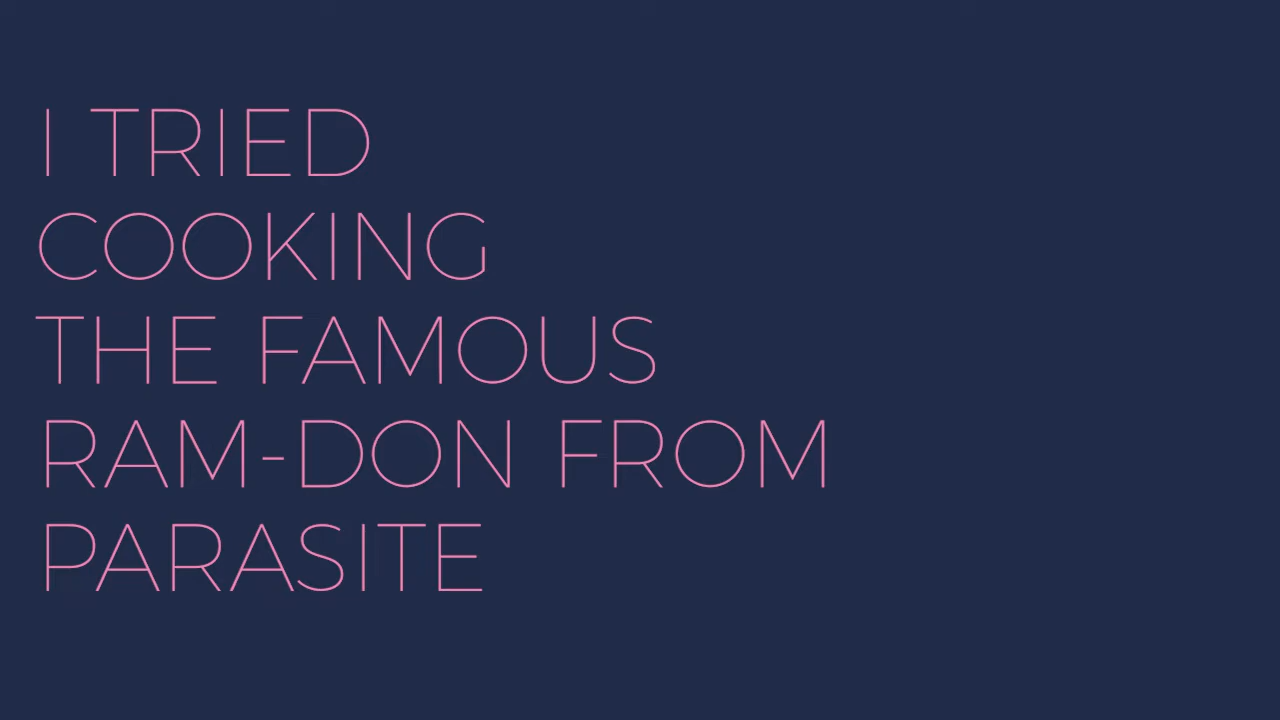 I TRIED
COOKING
THE FAMOUS
RAM-DON FROM
PARASITE